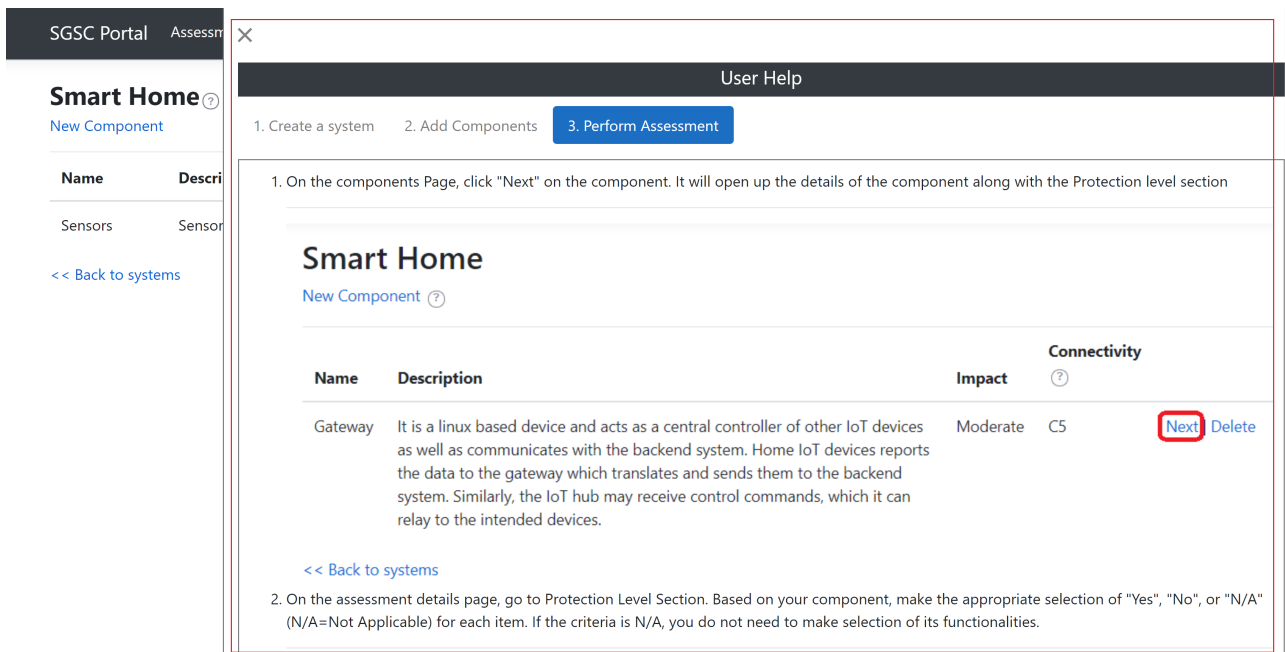 SGSC Portal Assessm
Smart Home ?
New Component
Name Descri
Sensors Sensor
<< Back to systems
User Help
1. Create a system 2. Add Components 3. Perform Assessment
1. On the components Page, click "Next" on the component. It will open up the details of the component along with the Protection level section
Smart Home
New Component ?
Name Description Impact Connectivity ?
Gateway It is a linux based device and acts as a central controller of other IoT devices Moderate C5 Next | Delete
as well as communicates with the backend system. Home IoT devices reports
the data to the gateway which translates and sends them to the backend
system. Similarly, the IoT hub may receive control commands, which it can
relay to the intended devices.
<< Back to systems
2. On the assessment details page, go to Protection Level Section. Based on your component, make the appropriate selection of "Yes", "No", or "N/A"
(N/A=Not Applicable) for each item. If the criteria is N/A, you do not need to make selection of its functionalities.